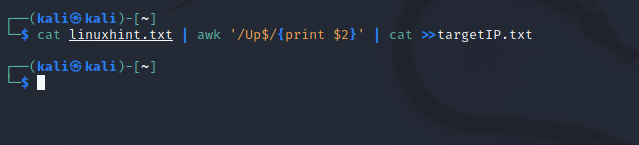 ┌──(kali㉿kali)-[~]
└─$ cat linuxhint.txt | awk '/Up$/{print $2}' | cat >>targetIP.txt
┌──(kali㉿kali)-[~]
└─$